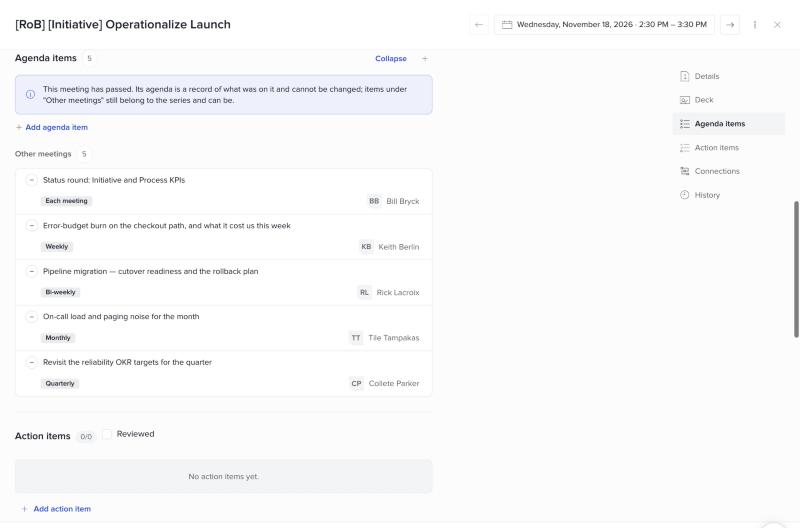 [RoB] [Initiative] Operationalize Launch
Wednesday, November 18, 2026 · 2:30 PM – 3:30 PM
Agenda items 5
Collapse
This meeting has passed. Its agenda is a record of what was on it and cannot be changed; items under
"Other meetings" still belong to the series and can be.
Add agenda item
Other meetings 5
Status round: Initiative and Process KPIs
Each meeting BB Bill Bryck
Error-budget burn on the checkout path, and what it cost us this week
Weekly KB Keith Berlin
Pipeline migration — cutover readiness and the rollback plan
Bi-weekly RL Rick Lacroix
On-call load and paging noise for the month
Monthly TT Tile Tampakas
Revisit the reliability OKR targets for the quarter
Quarterly CP Collete Parker
Action items 0/0 Reviewed
No action items yet.
Add action item
Details
Deck
Agenda items
Action items
Connections
History